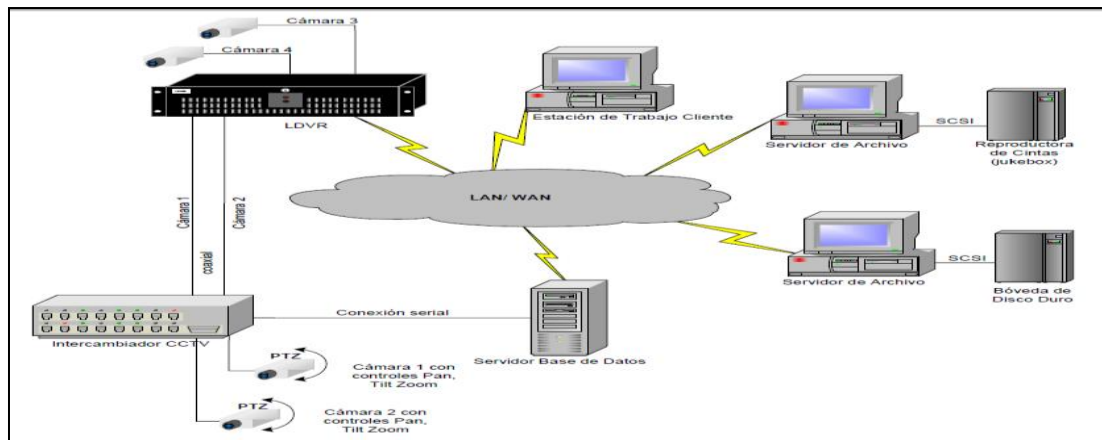 Cámara 3
Cámara 4
LDVR
Estación de Trabajo Cliente
Servidor de Archivo
SCSI
Reproductora
de Cintas
(jukebox)
LAN/ WAN
Cámara 1
Cámara 2
coaxial
Servidor de Archivo
SCSI
Bóveda de
Disco Duro
Conexión serial
Intercambiador CCTV
Servidor Base de Datos
PTZ
Cámara 1 con
controles Pan,
Tilt Zoom
PTZ
Cámara 2 con
controles Pan,
Tilt Zoom